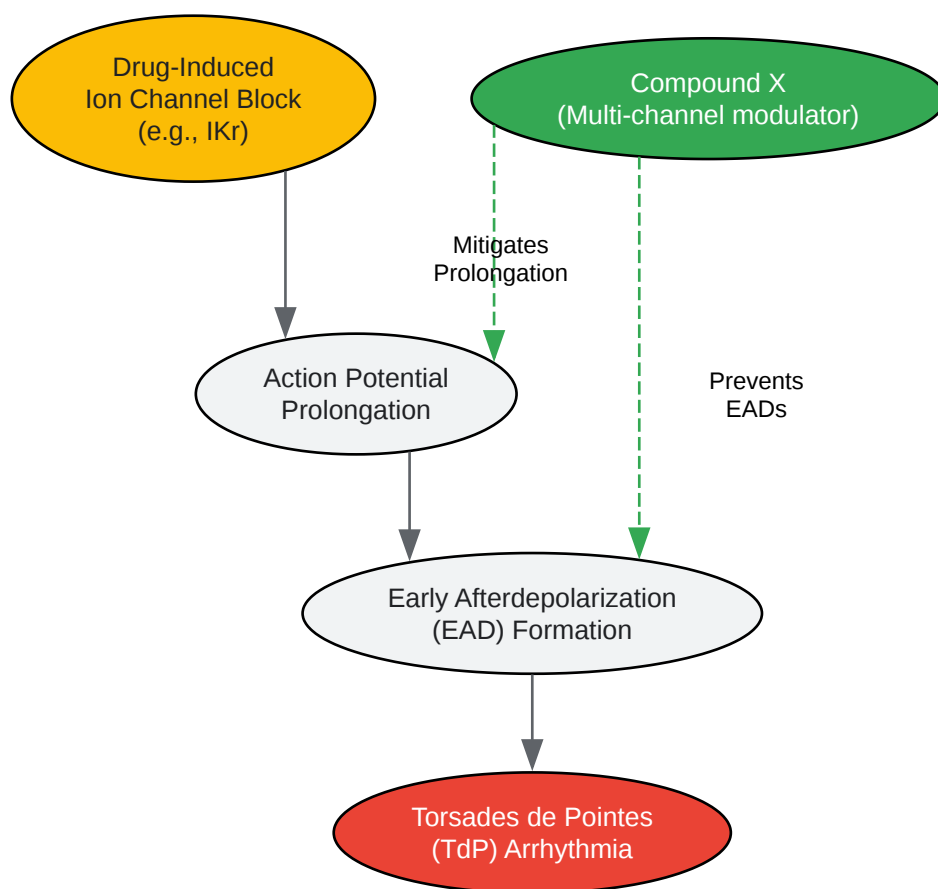 Drug-Induced
Ion Channel Block
(e.g., IKr)
Compound X
(Multi-channel modulator)
Mitigates
Prolongation
Action Potential
Prolongation
Prevents
EADs
Early Afterdepolarization
(EAD) Formation
Torsades de Pointes
(TdP) Arrhythmia